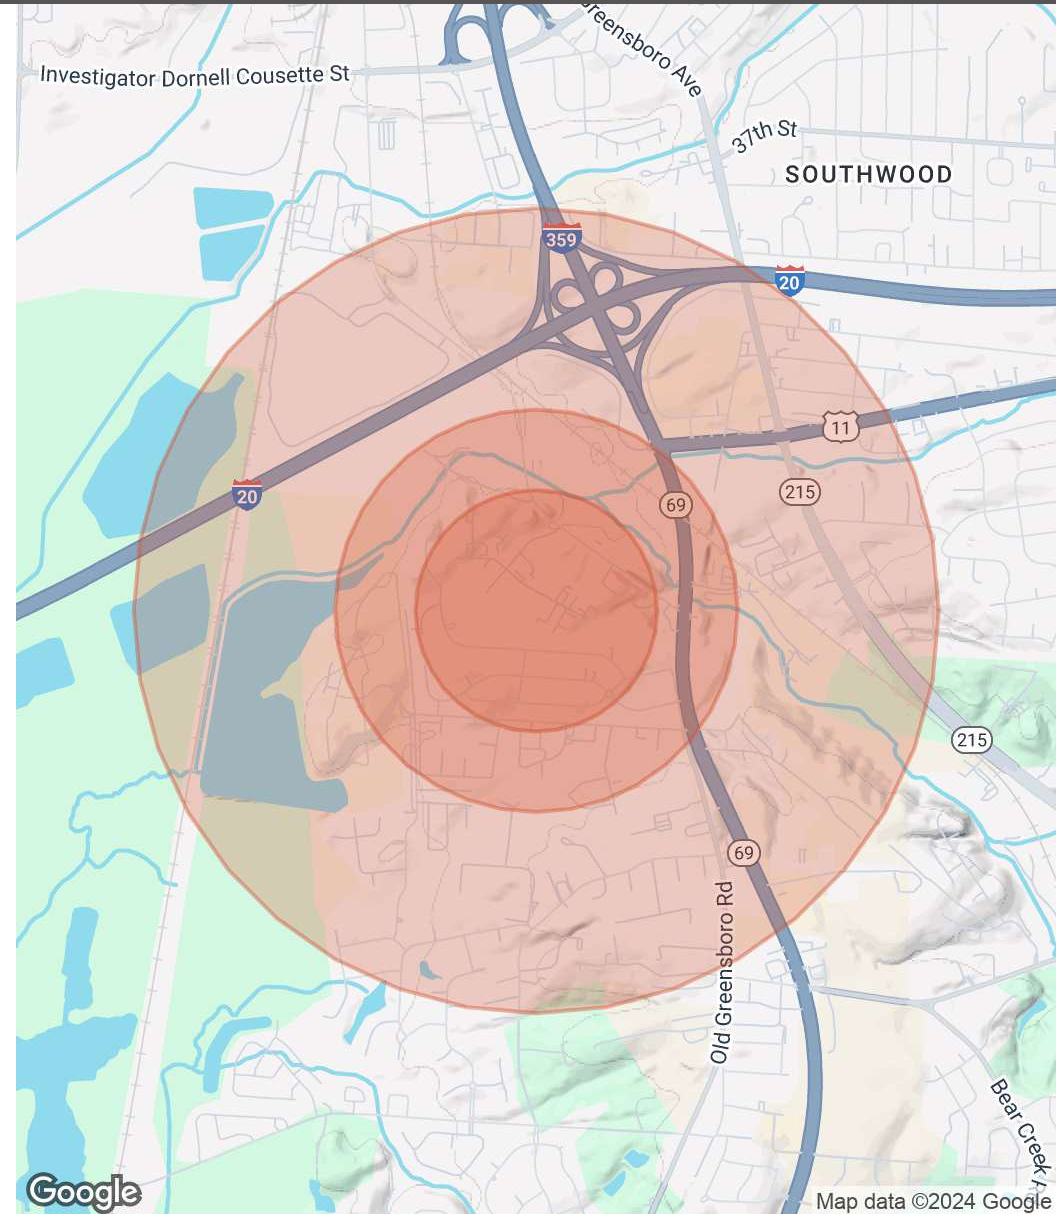 Greensboro Ave
Investigator Dornell Cousette St
37th St
SOUTHWOOD
359
20
11
20
215
69
215
69
Old Greensboro Rd
Bear Creek
Google
Map data ©2024 Google